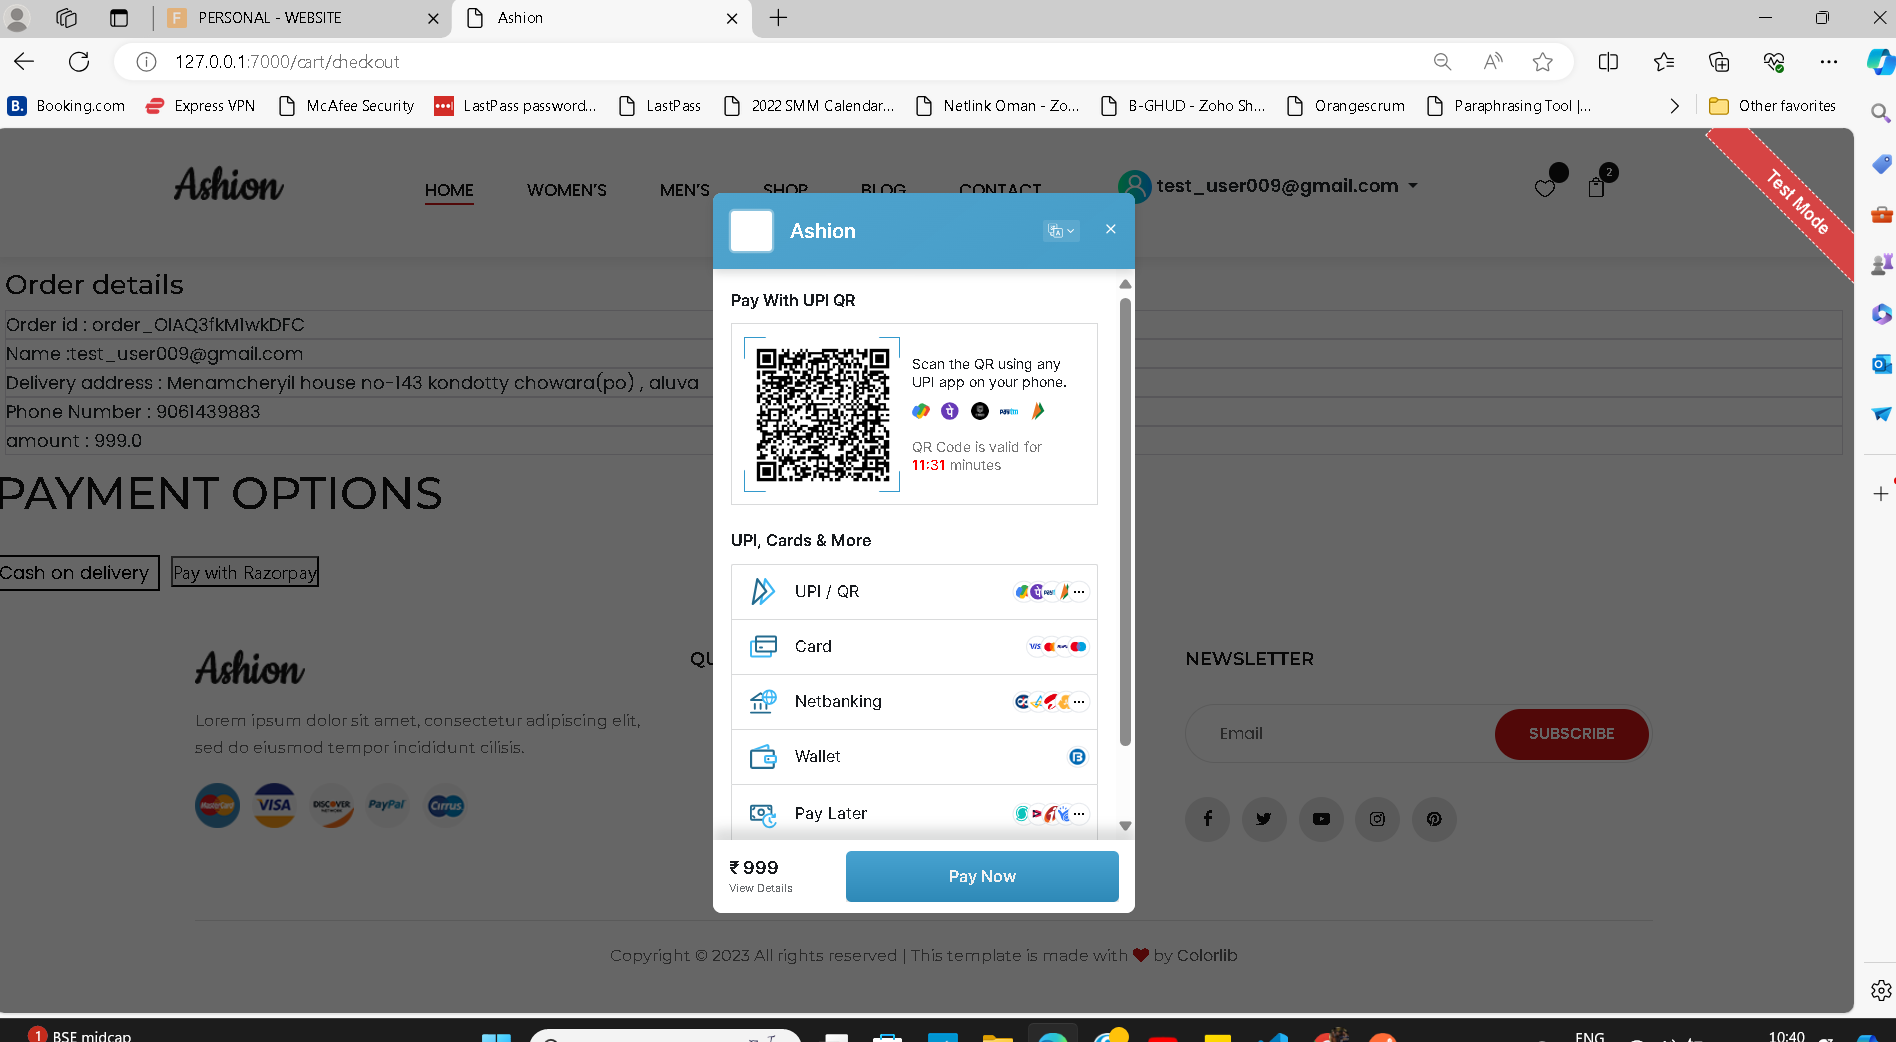 PERSONAL - WEBSITE
Ashion
127.0.0.1:7000/cart/checkout
Booking.com
Express VPN
McAfee Security
LastPass password...
LastPass
2022 SMM Calendar...
Netlink Oman - Zo...
B-GHUD - Zoho Sh...
Orangescrum
Paraphrasing Tool |...
Other favorites
Ashion
HOME
WOMEN'S
MEN'S
SHOP
BLOG
CONTACT
test_user009@gmail.com
2
Test Mode
Order details
Order id : order_OIAQ3fkM1wkDFC
Name :test_user009@gmail.com
Delivery address : Menamcheryil house no-143 kondotty chowara(po) , aluva
Phone Number : 9061439883
amount : 999.0
PAYMENT OPTIONS
Cash on delivery
Pay with Razorpay
Ashion
Pay With UPI QR
Scan the QR using any
UPI app on your phone.
paytm
QR Code is valid for
11:31 minutes
UPI, Cards & More
UPI / QR
Card
VISA
Netbanking
Wallet
Pay Later
₹ 999
View Details
Pay Now
Ashion
Lorem ipsum dolor sit amet, consectetur adipiscing elit,
sed do eiusmod tempor incididunt cilisis.
MasterCard
VISA
DISCOVER
NETWORK
PayPal
Cirrus
QU
NEWSLETTER
Email
SUBSCRIBE
Copyright © 2023 All rights reserved | This template is made with ❤ by Colorlib
1
BSE midcap
ENG
10:40